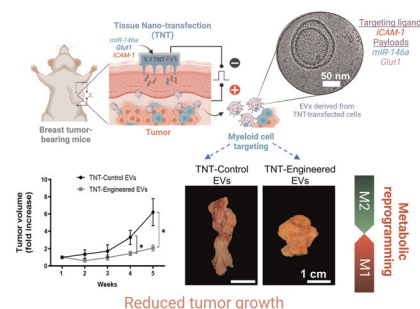 Tissue Nano-transfection
(TNT)
miR-146a
Glut1
ICAM-1
TNT
Targeting ligand
ICAM-1
Payloads
miR-146a
Glut1
50 nm
EVs derived from
TNT-transfected cells
Breast tumor-
bearing mice
Tumor
Myeloid cell
targeting
TNT-Control EVs
TNT-Engineered EVs
Tumor volume
(fold increase)
10
8
6
4
2
0
*
*
1 2 3 4 5
Weeks
TNT-Control
EVs
TNT-Engineered
EVs
1 cm
M2
M1
Metabolic
reprogramming
Reduced tumor growth